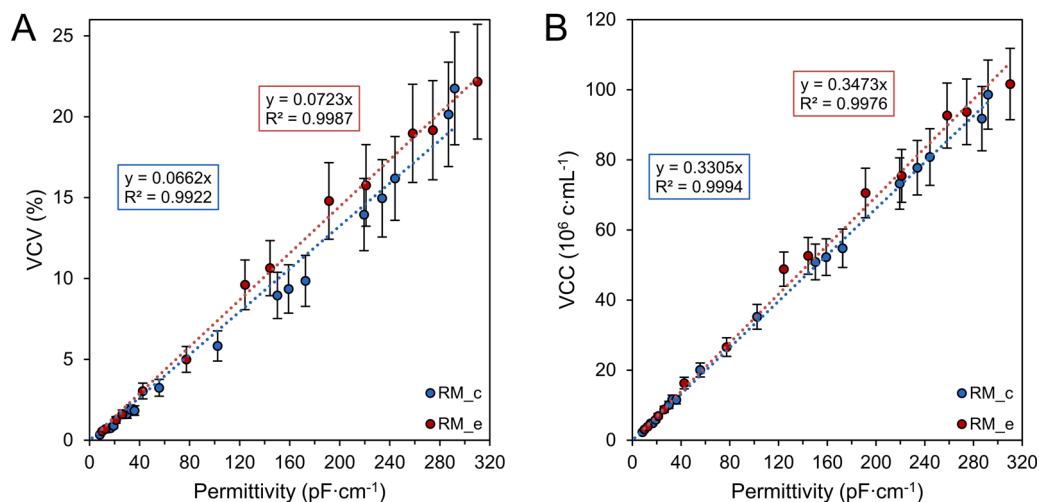 A
VCV (%)
25
20
15
10
5
0
y = 0.0723x
R² = 0.9987
y = 0.0662x
R² = 0.9922
RM_c
RM_e
0 40 80 120 160 200 240 280 320
Permittivity (pF·cm⁻¹)
B
VCC (10⁶ c·mL⁻¹)
120
100
80
60
40
20
0
y = 0.3473x
R² = 0.9976
y = 0.3305x
R² = 0.9994
RM_c
RM_e
0 40 80 120 160 200 240 280 320
Permittivity (pF·cm⁻¹)